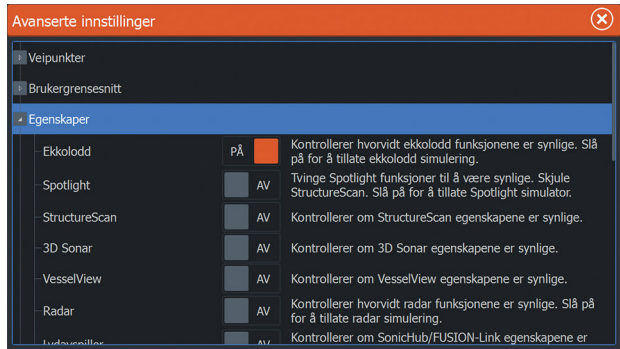 Avanserte innstillinger
Veipunkter
Brukergrensesnitt
Egenskaper
Ekkolodd PÅ Kontrollerer hvorvidt ekkolodd funksjonene er synlige. Slå
på for å tillate ekkolodd simulering.
Spotlight AV Tvinge Spotlight funksjoner til å være synlige. Skjule
StructureScan. Slå på for å tillate Spotlight simulator.
StructureScan AV Kontrollerer om StructureScan egenskapene er synlige.
3D Sonar AV Kontrollerer om 3D Sonar egenskapene er synlige.
VesselView AV Kontrollerer om VesselView egenskapene er synlige.
Radar AV Kontrollerer hvorvidt radar funksjonene er synlige. Slå på
for å tillate radar simulering.
Lydavspiller AV Kontrollerer om SonicHub/FUSION-Link egenskapene er